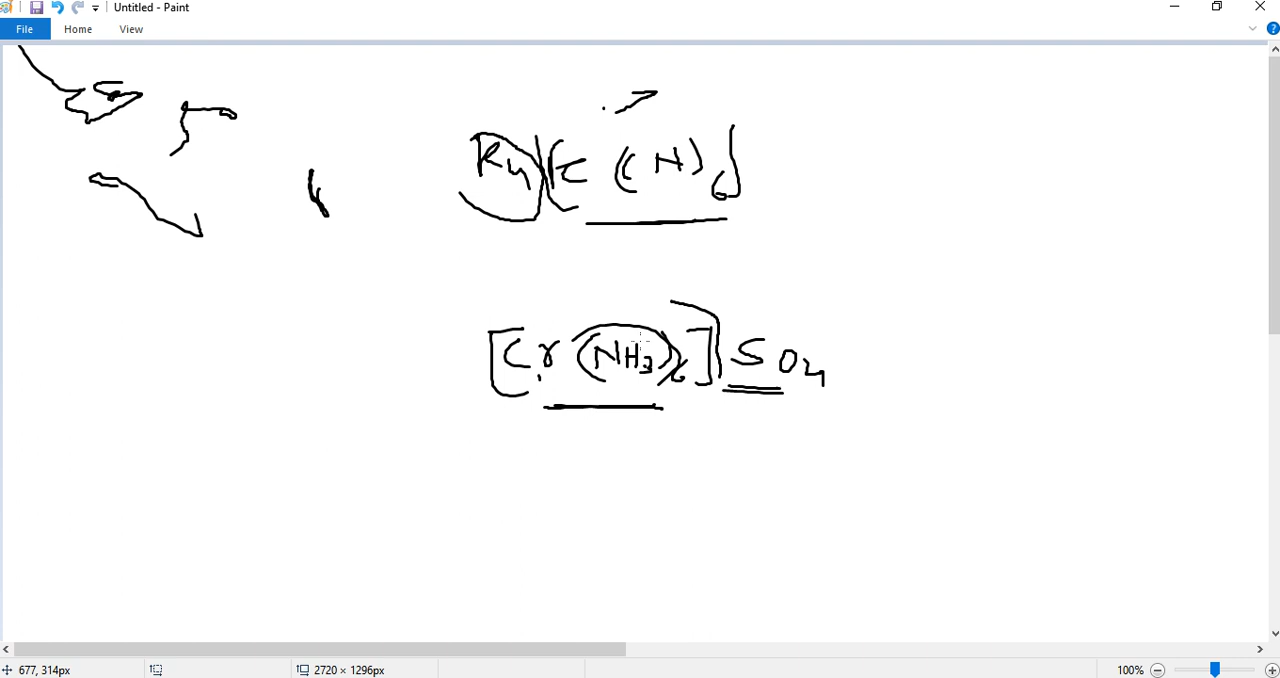 Untitled - Paint
File Home View
K4[Fe(CN)6]
[Cr(NH3)6]SO4
677, 314px 2720 × 1296px 100%